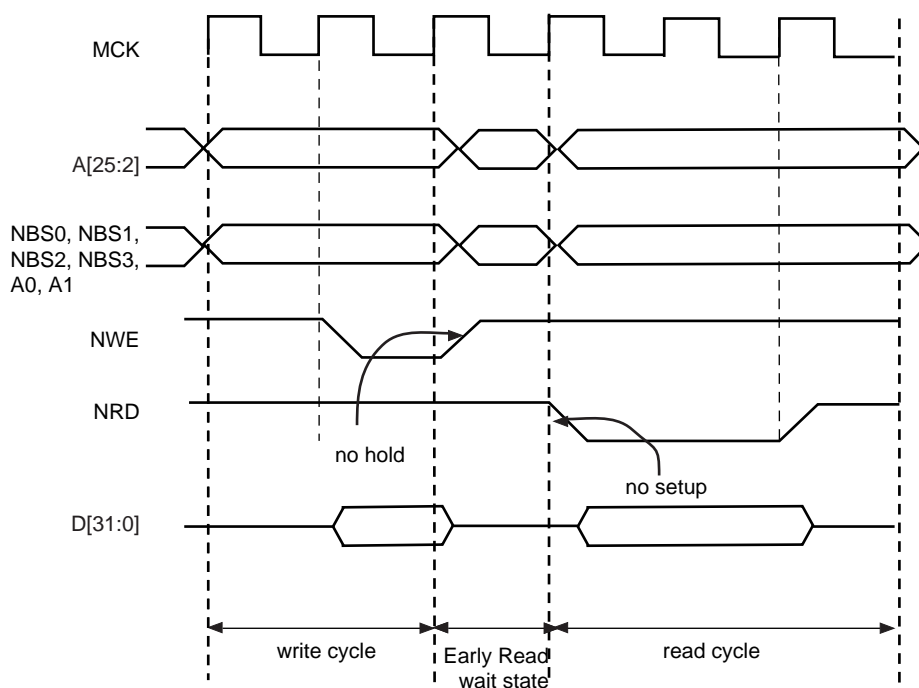 MCK
A[25:2]
NBS0, NBS1,
NBS2, NBS3,
A0, A1
NWE
NRD
no hold
no setup
D[31:0]
write cycle
Early Read
wait state
read cycle